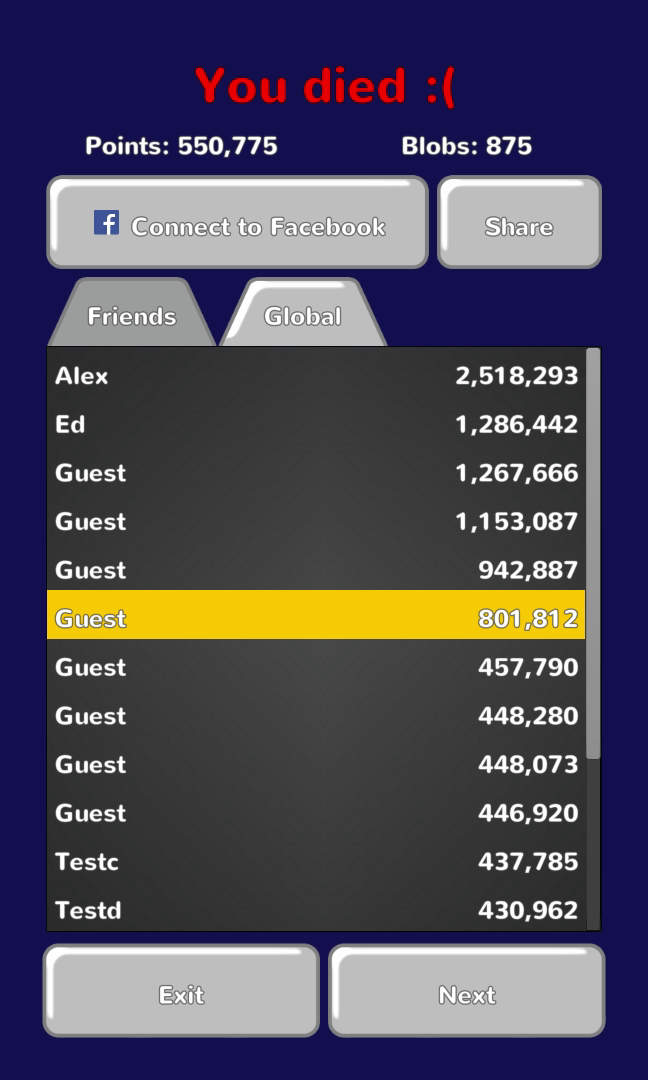 You died :(
Points: 550,775 Blobs: 875
Connect to Facebook Share
Friends Global
Alex 2,518,293
Ed 1,286,442
Guest 1,267,666
Guest 1,153,087
Guest 942,887
Guest 801,812
Guest 457,790
Guest 448,280
Guest 448,073
Guest 446,920
Testc 437,785
Testd 430,962
Exit Next